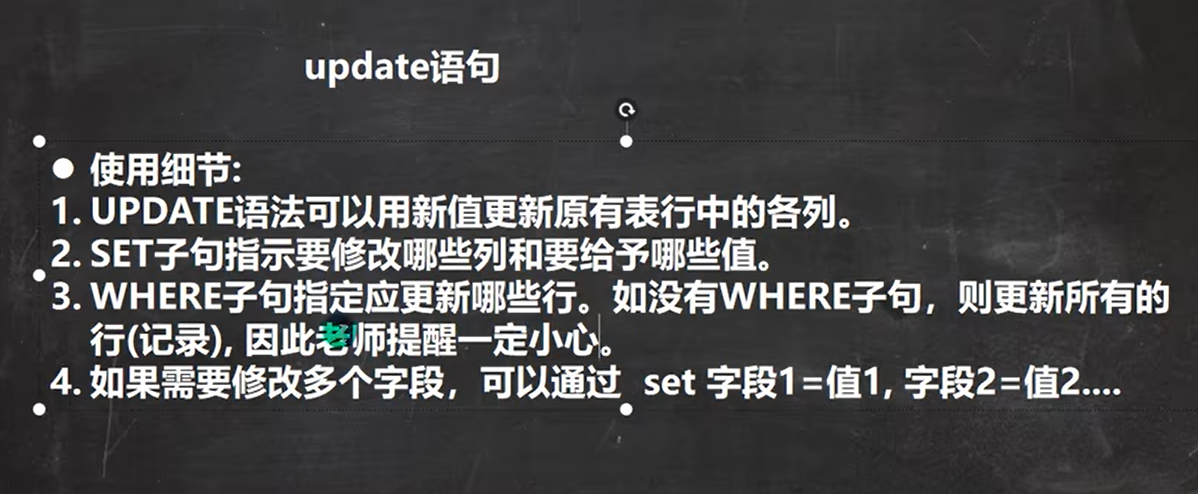 update语句
● 使用细节:
1. UPDATE语法可以用新值更新原有表行中的各列。
2. SET子句指示要修改哪些列和要给予哪些值。
3. WHERE子句指定应更新哪些行。如没有WHERE子句，则更新所有的
行(记录), 因此老师提醒一定小心。
4. 如果需要修改多个字段，可以通过 set 字段1=值1, 字段2=值2....